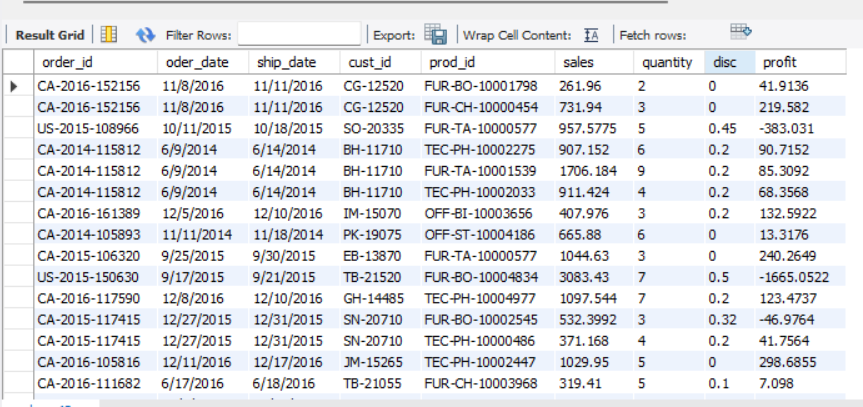 Result Grid Filter Rows: Export: Wrap Cell Content: IA Fetch rows:
order_id oder_date ship_date cust_id prod_id sales quantity disc profit
CA-2016-152156 11/8/2016 11/11/2016 CG-12520 FUR-BO-10001798 261.96 2 0 41.9136
CA-2016-152156 11/8/2016 11/11/2016 CG-12520 FUR-CH-10000454 731.94 3 0 219.582
US-2015-108966 10/11/2015 10/18/2015 SO-20335 FUR-TA-10000577 957.5775 5 0.45 -383.031
CA-2014-115812 6/9/2014 6/14/2014 BH-11710 TEC-PH-10002275 907.152 6 0.2 90.7152
CA-2014-115812 6/9/2014 6/14/2014 BH-11710 FUR-TA-10001539 1706.184 9 0.2 85.3092
CA-2014-115812 6/9/2014 6/14/2014 BH-11710 TEC-PH-10002033 911.424 4 0.2 68.3568
CA-2016-161389 12/5/2016 12/10/2016 IM-15070 OFF-BI-10003656 407.976 3 0.2 132.5922
CA-2014-105893 11/11/2014 11/18/2014 PK-19075 OFF-ST-10004186 665.88 6 0 13.3176
CA-2015-106320 9/25/2015 9/30/2015 EB-13870 FUR-TA-10000577 1044.63 3 0 240.2649
US-2015-150630 9/17/2015 9/21/2015 TB-21520 FUR-BO-10004834 3083.43 7 0.5 -1665.0522
CA-2016-117590 12/8/2016 12/10/2016 GH-14485 TEC-PH-10004977 1097.544 7 0.2 123.4737
CA-2015-117415 12/27/2015 12/31/2015 SN-20710 FUR-BO-10002545 532.3992 3 0.32 -46.9764
CA-2015-117415 12/27/2015 12/31/2015 SN-20710 TEC-PH-10000486 371.168 4 0.2 41.7564
CA-2016-105816 12/11/2016 12/17/2016 JM-15265 TEC-PH-10002447 1029.95 5 0 298.6855
CA-2016-111682 6/17/2016 6/18/2016 TB-21055 FUR-CH-10003968 319.41 5 0.1 7.098